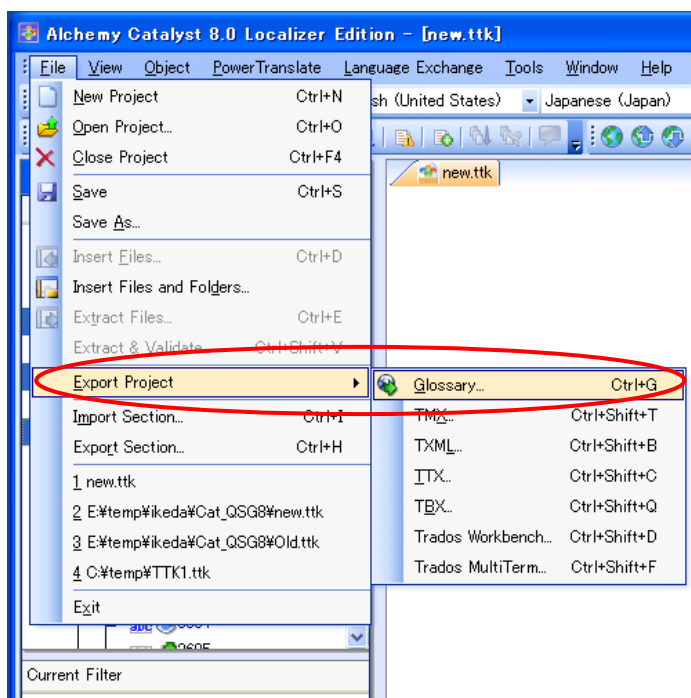 Alchemy Catalyst 8.0 Localizer Edition - [new.ttk]
File View Object PowerTranslate Language Exchange Tools Window Help
New Project Ctrl+N
sh (United States) Japanese (Japan)
Open Project... Ctrl+O
Close Project Ctrl+F4
new.ttk
Save Ctrl+S
Save As...
Insert Files... Ctrl+D
Insert Files and Folders...
Extract Files... Ctrl+E
Extract & Validate Ctrl+Shift+V
Export Project
Glossary... Ctrl+G
Import Section... Ctrl+I
TMX... Ctrl+Shift+T
Export Section... Ctrl+H
TXML... Ctrl+Shift+B
1 new.ttk
TTX... Ctrl+Shift+C
2 E:¥temp¥ikeda¥Cat_QSG8¥new.ttk
TBX... Ctrl+Shift+Q
3 E:¥temp¥ikeda¥Cat_QSG8¥Old.ttk
Trados Workbench... Ctrl+Shift+D
4 C:¥temp¥TTK1.ttk
Trados MultiTerm... Ctrl+Shift+F
Exit
Current Filter